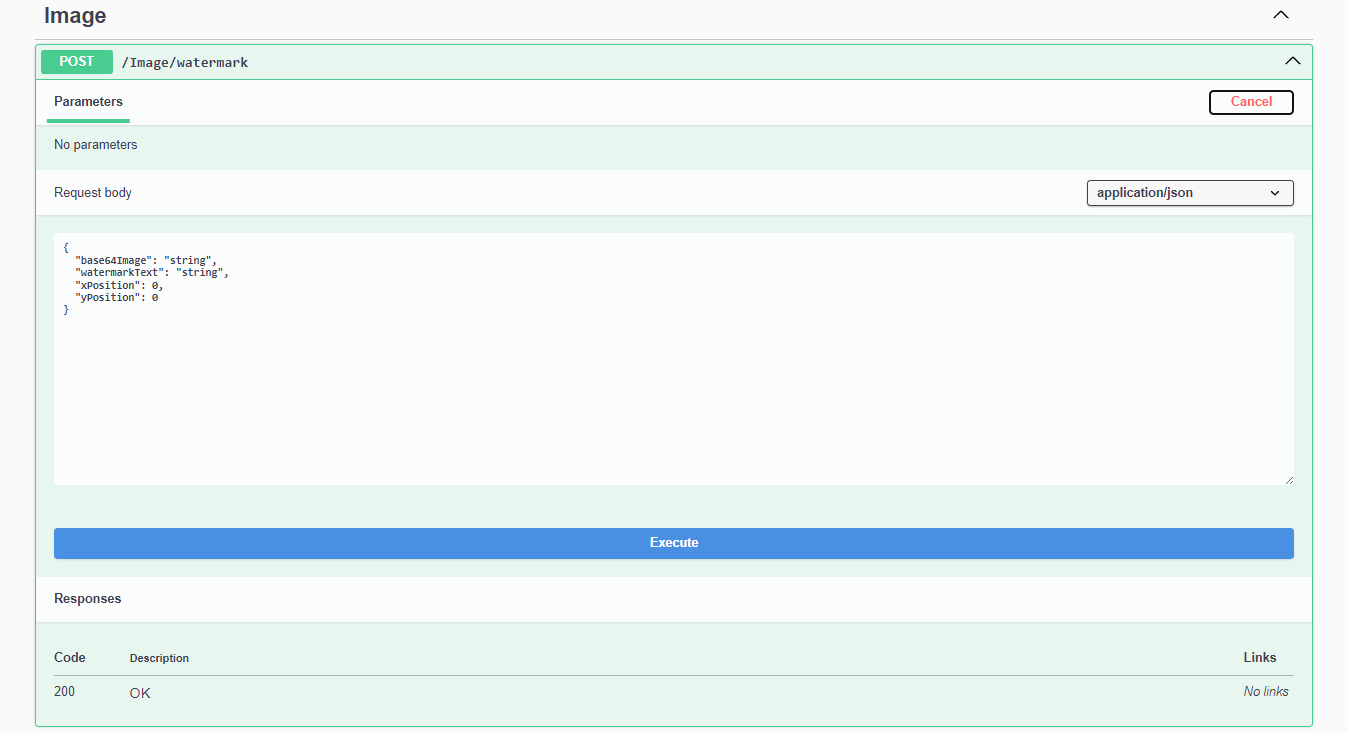 Image
POST /Image/watermark
Parameters Cancel
No parameters
Request body application/json
{
  "base64Image": "string",
  "watermarkText": "string",
  "xPosition": 0,
  "yPosition": 0
}
Execute
Responses
Code Description Links
200 OK No links